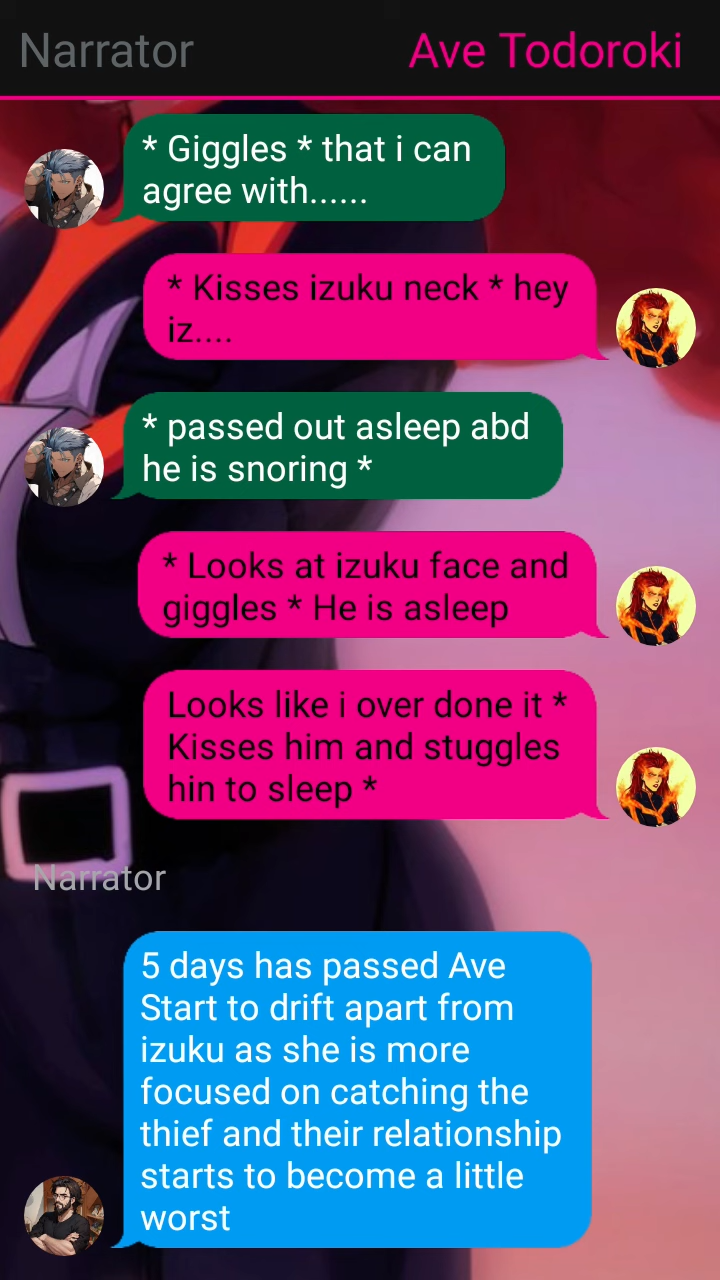 Narrator Ave Todoroki
* Giggles * that i can
agree with......
* Kisses izuku neck * hey
iz....
* passed out asleep abd
he is snoring *
* Looks at izuku face and
giggles * He is asleep
Looks like i over done it *
Kisses him and stuggles
hin to sleep *
Narrator
5 days has passed Ave
Start to drift apart from
izuku as she is more
focused on catching the
thief and their relationship
starts to become a little
worst